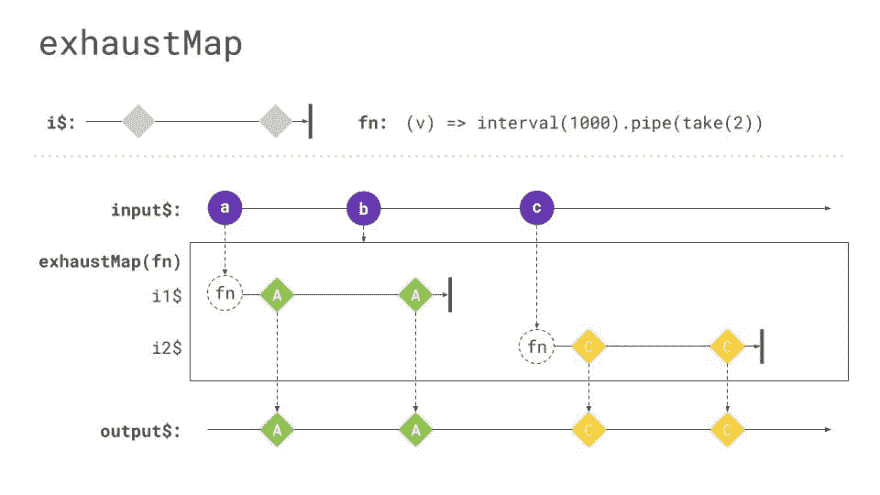 exhaustMap
i$: fn: (v) => interval(1000).pipe(take(2))
input$: a b c
exhaustMap(fn)
i1$ fn A A
i2$ fn C C
output$: A A C C